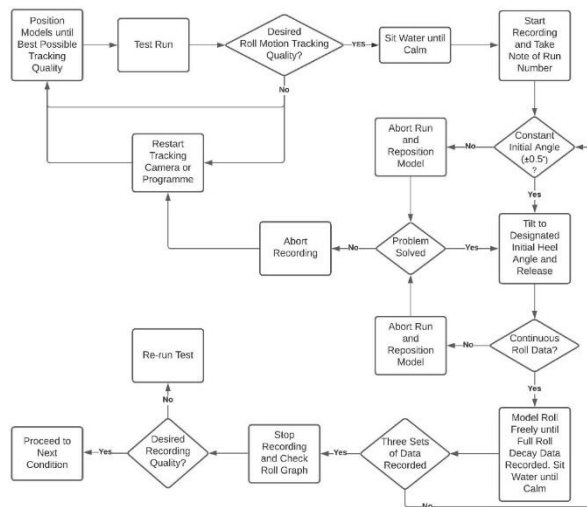 Position
Models until
Best Possible
Tracking
Quality
Test Run
Desired
Roll Motion Tracking
Quality?
YES
Sit Water until
Calm
Start
Recording and
Take Note of Run
Number
No
Restart
Tracking
Camera or
Programme
Abort Run
and
Reposition
Model
No
Constant
Initial Angle
(±0.5°)
?
Yes
Abort
Recording
No
Problem
Solved
Yes
Tilt to
Designated
Initial Heel
Angle and
Release
Abort Run
and
Reposition
Model
No
Continuous
Roll Data?
Yes
Re-run Test
No
Proceed to
Next
Condition
Yes
Desired
Recording
Quality?
Stop
Recording
and Check
Roll Graph
Yes
Three Sets
of Data
Recorded
No
Model Roll
Freely until
Full Roll
Decay Data
Recorded. Sit
Water until
Calm